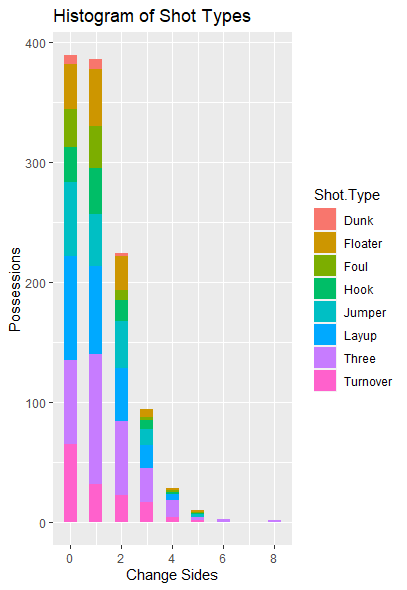 Histogram of Shot Types
400
300
200
100
0
Possessions
0 2 4 6 8
Change Sides
Shot.Type
Dunk
Floater
Foul
Hook
Jumper
Layup
Three
Turnover